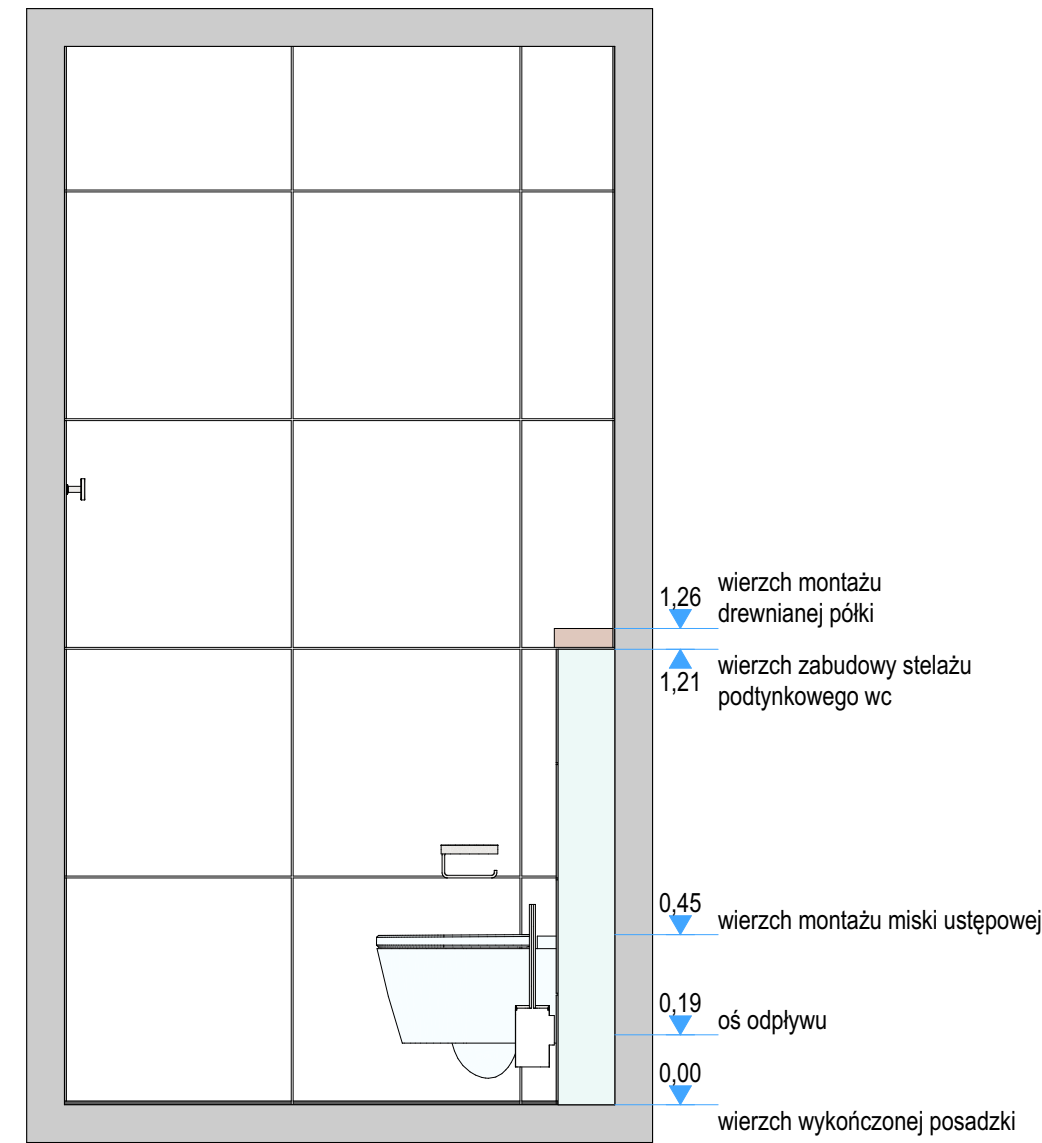 1,26
wierzch montażu
drewnianej półki
1,21
wierzch zabudowy stelażu
podtynkowego wc
0,45
wierzch montażu miski ustępowej
0,19
oś odpływu
0,00
wierzch wykończonej posadzki